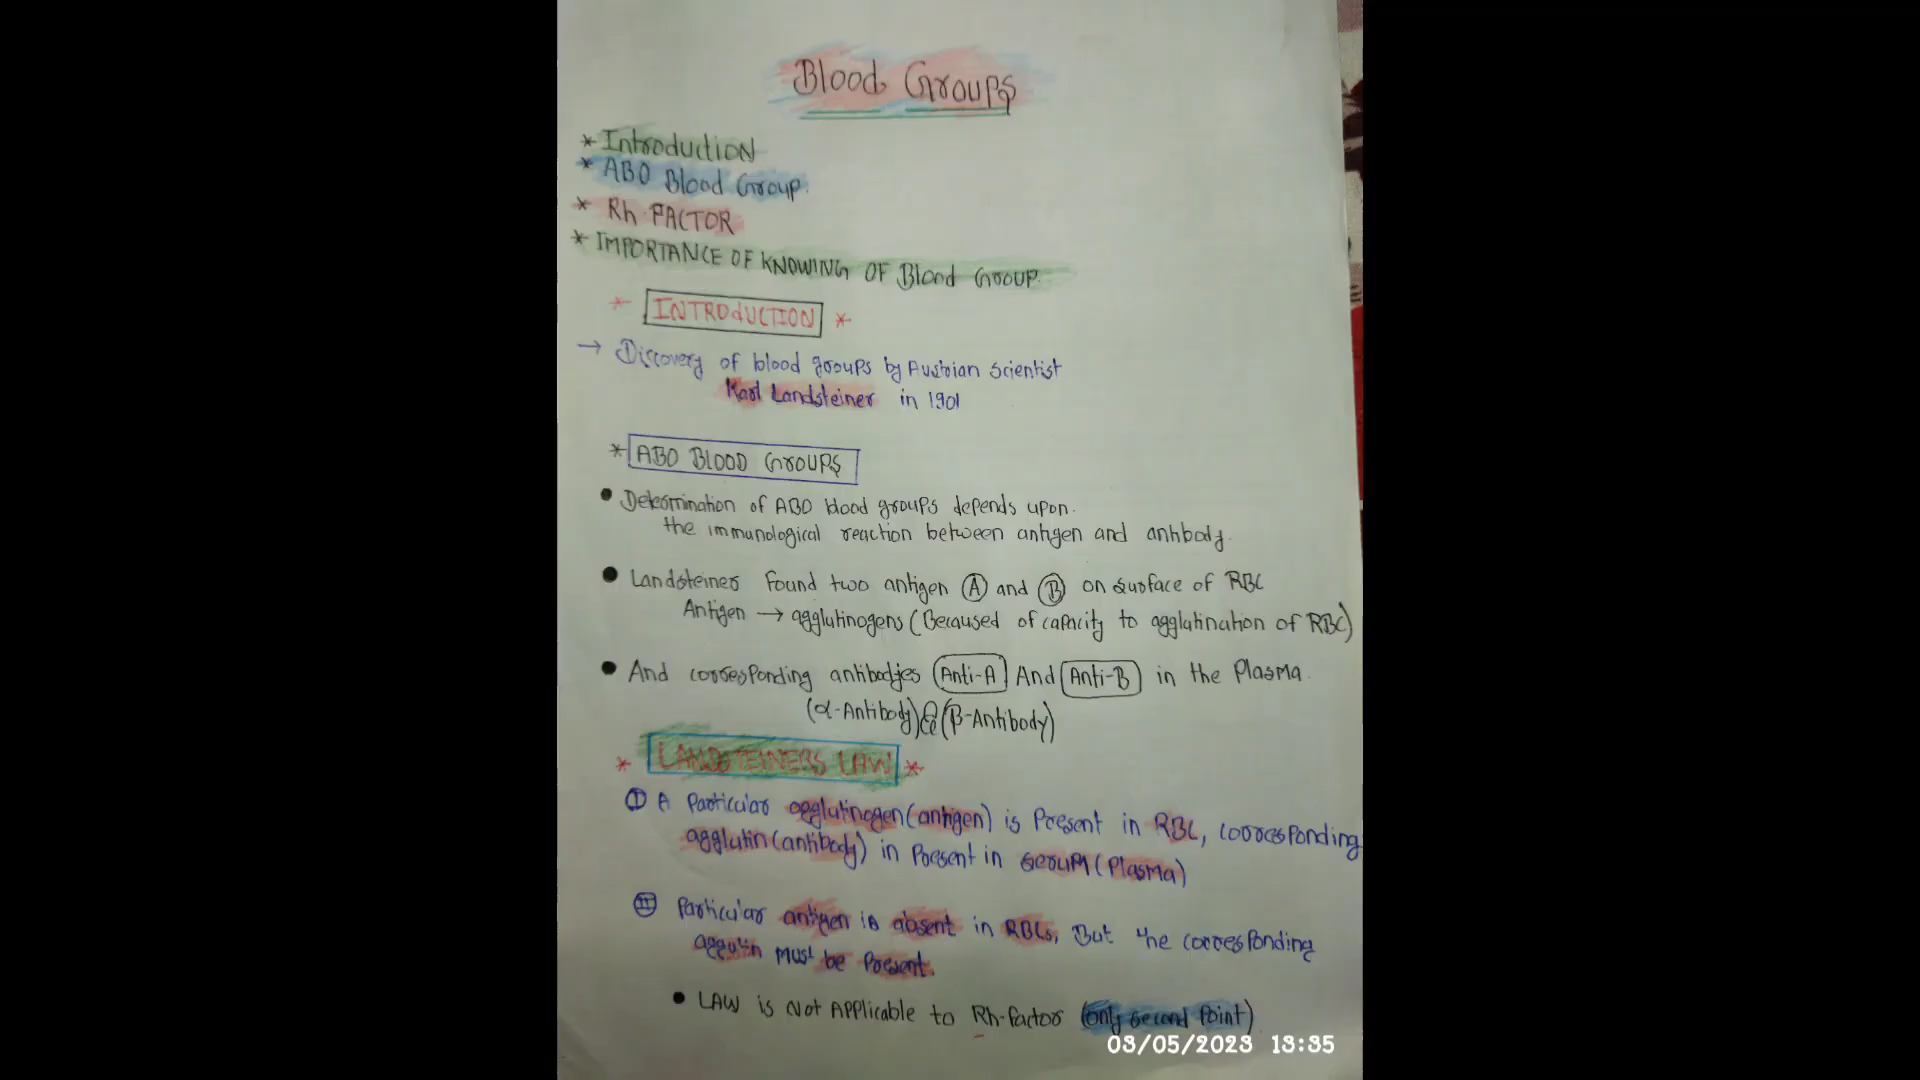 Blood Groups
* Introduction
* ABO Blood Group.
* Rh FACTOR
* IMPORTANCE OF KNOWING OF Blood Group.
* INTRODUCTION *
→ Discovery of blood groups by Austrian scientist
Karl Landsteiner in 1901
* ABO BLOOD GROUPS
• Determination of ABO blood groups depends upon.
the immunological reaction between antigen and antibody.
• Landsteiner Found two antigen A and B on surface of RBC
Antigen → agglutinogens (Becaused of capacity to agglutination of RBC)
• And corresponding antibodies Anti-A And Anti-B in the Plasma.
(α-Antibody) (β-Antibody)
* LANDSTEINERS LAW *
I A Particular agglutinogen (antigen) is Present in RBC, corresponding
agglutin (antibody) in Present in serum (Plasma)
II Particular antigen is absent in RBCs, But the corresponding
aggutin Must be Present.
• LAW is Not Applicable to Rh-factor (only second Point)
03/05/2023 13:35